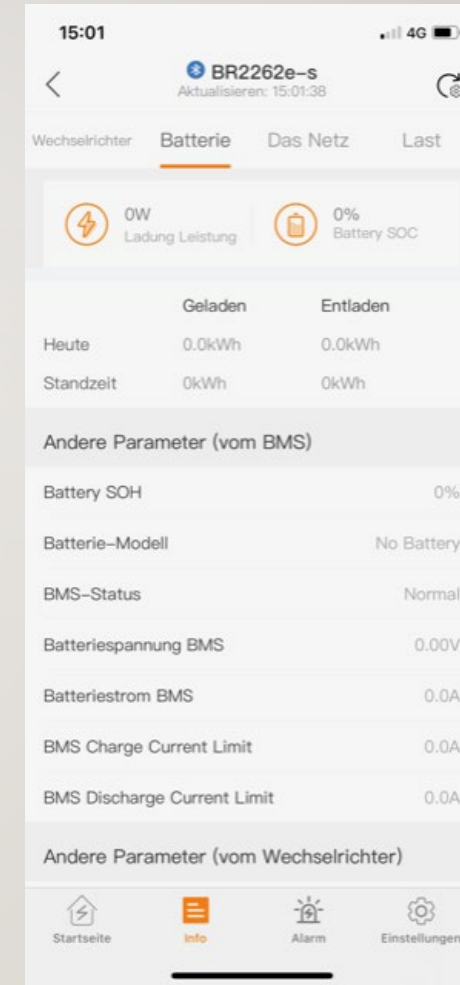 15:01
4G
BR2262e-s
Aktualisieren: 15:01:38
Wechselrichter Batterie Das Netz Last
0W
Ladung Leistung
0%
Battery SOC
Geladen Entladen
Heute 0.0kWh 0.0kWh
Standzeit 0kWh 0kWh
Andere Parameter (vom BMS)
Battery SOH 0%
Batterie-Modell No Battery
BMS-Status Normal
Batteriespannung BMS 0.00V
Batteriestrom BMS 0.0A
BMS Charge Current Limit 0.0A
BMS Discharge Current Limit 0.0A
Andere Parameter (vom Wechselrichter)
Startseite Info Alarm Einstellungen